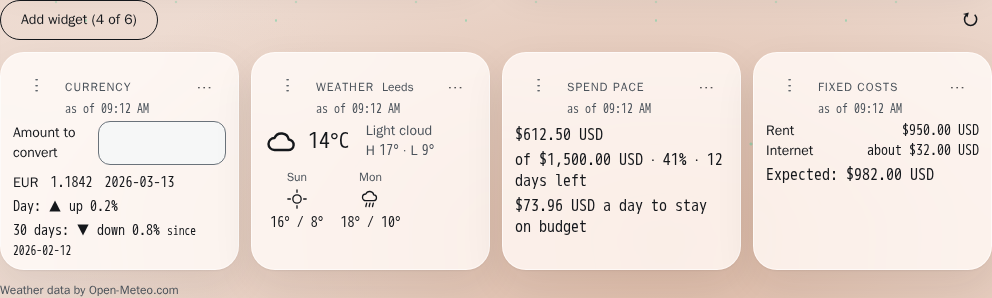 Add widget (4 of 6)
CURRENCY
as of 09:12 AM
Amount to
convert
EUR 1.1842 2026-03-13
Day: ▲ up 0.2%
30 days: ▼ down 0.8% since
2026-02-12
WEATHER Leeds
as of 09:12 AM
14°C
Light cloud
H 17° · L 9°
Sun
Mon
16° / 8°
18° / 10°
SPEND PACE
as of 09:12 AM
$612.50 USD
of $1,500.00 USD · 41% · 12
days left
$73.96 USD a day to stay
on budget
FIXED COSTS
as of 09:12 AM
Rent $950.00 USD
Internet about $32.00 USD
Expected: $982.00 USD
Weather data by Open-Meteo.com